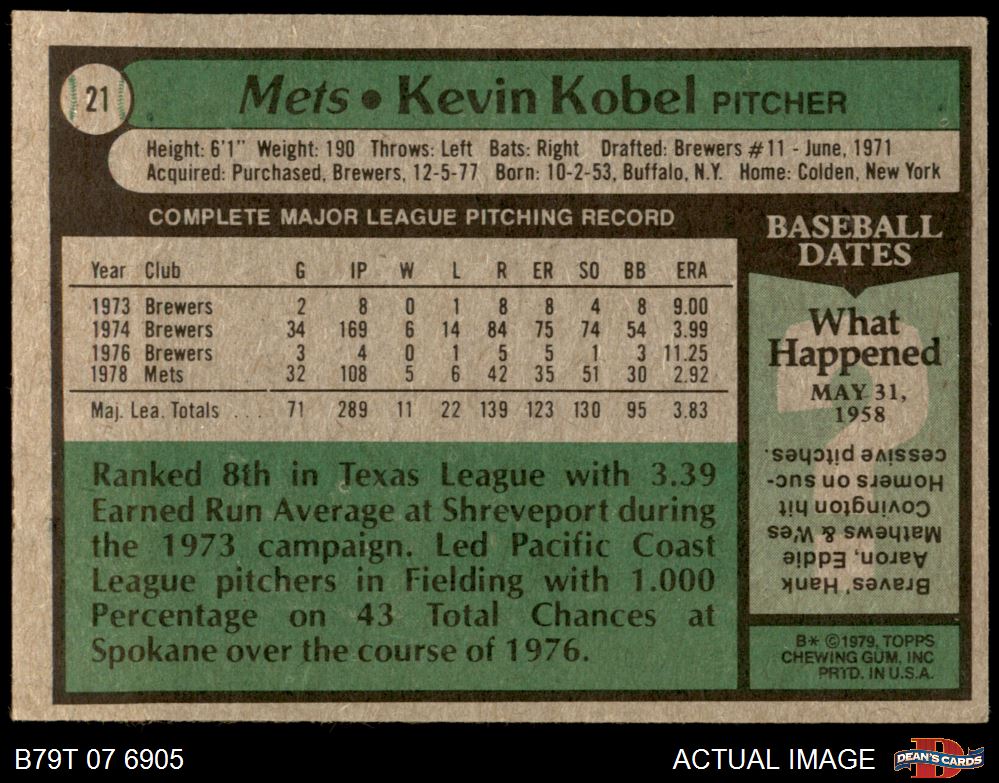 21
Mets • Kevin Kobel PITCHER
Height: 6'1" Weight: 190 Throws: Left Bats: Right Drafted: Brewers #11 - June, 1971
Acquired: Purchased, Brewers, 12-5-77 Born: 10-2-53, Buffalo, N.Y. Home: Colden, New York
COMPLETE MAJOR LEAGUE PITCHING RECORD
Year Club G IP W L R ER SO BB ERA
1973 Brewers 2 8 0 1 8 8 4 8 9.00
1974 Brewers 34 169 6 14 84 75 74 54 3.99
1976 Brewers 3 4 0 1 5 5 1 3 11.25
1978 Mets 32 108 5 6 42 35 51 30 2.92
Maj. Lea. Totals . . . 71 289 11 22 139 123 130 95 3.83
Ranked 8th in Texas League with 3.39
Earned Run Average at Shreveport during
the 1973 campaign. Led Pacific Coast
League pitchers in Fielding with 1.000
Percentage on 43 Total Chances at
Spokane over the course of 1976.
BASEBALL
DATES
What
Happened
MAY 31,
1958
Braves' Hank
Aaron, Eddie
Mathews & Wes
Covington hit
Homers on suc-
cessive pitches.
B* ©1979, TOPPS
CHEWING GUM, INC
PRTD. IN U.S.A.
B79T 07 6905
ACTUAL IMAGE
D
DEAN'S CARDS